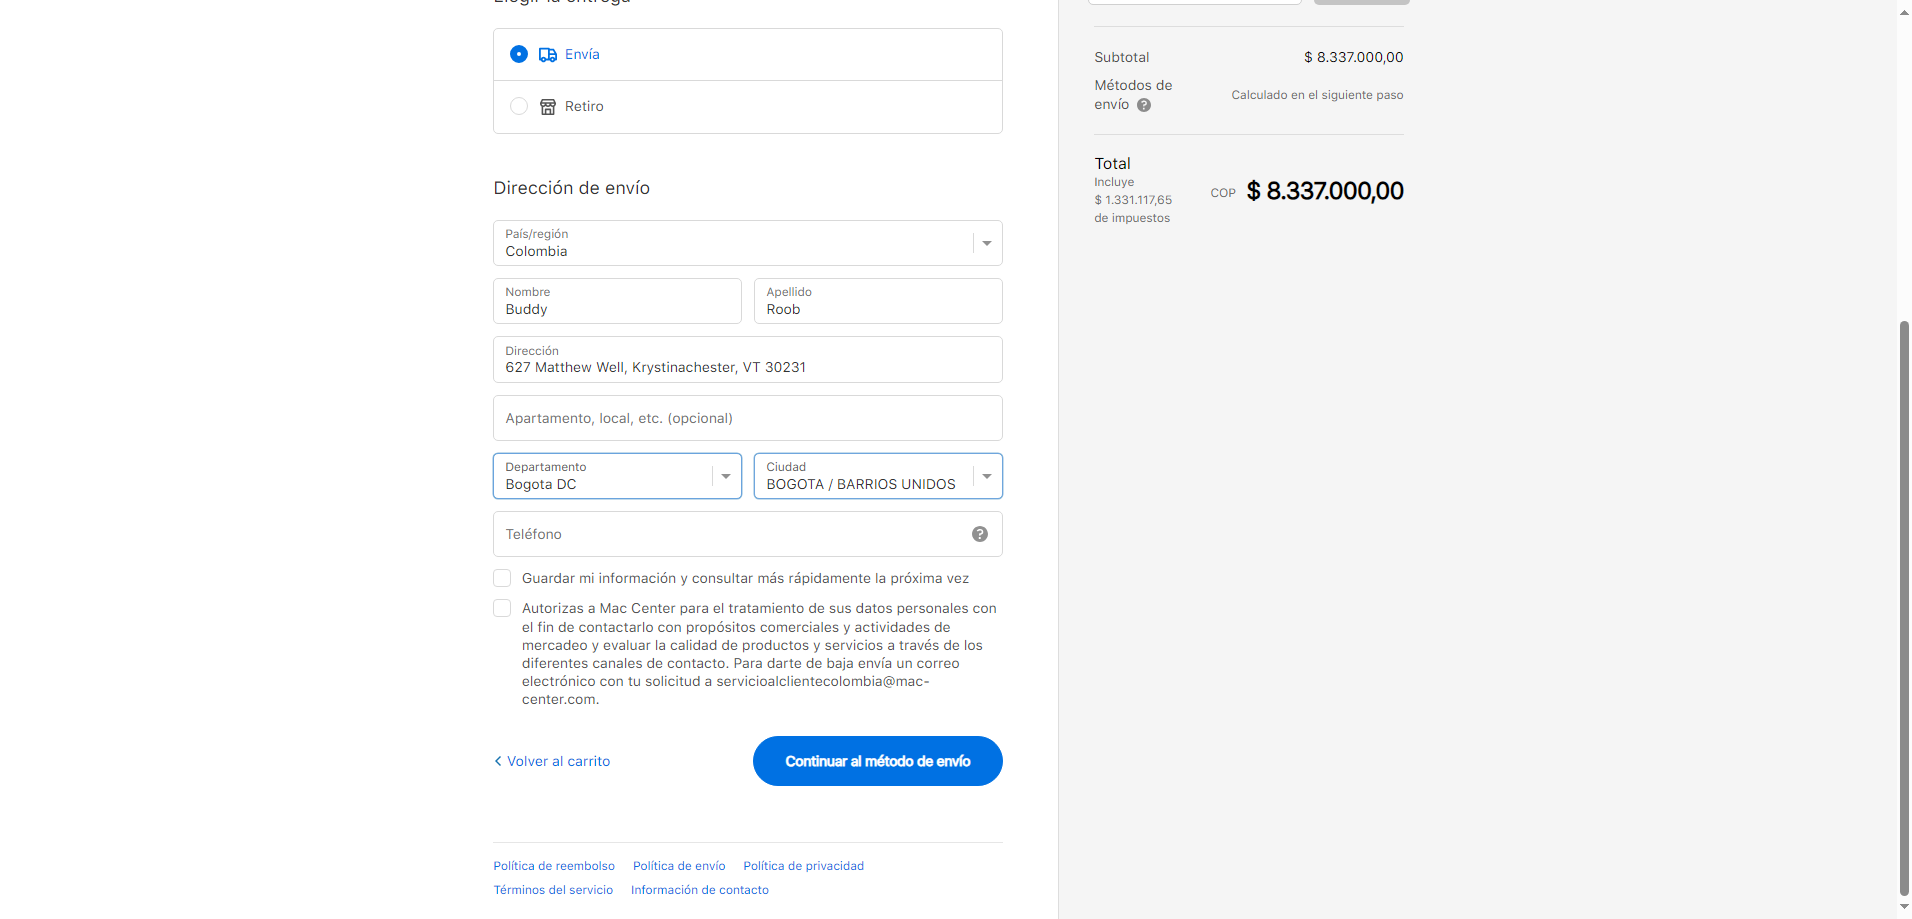 Elegir la entrega
Envía
Retiro
Dirección de envío
País/región
Colombia
Nombre
Buddy
Apellido
Roob
Dirección
627 Matthew Well, Krystinachester, VT 30231
Apartamento, local, etc. (opcional)
Departamento
Bogota DC
Ciudad
BOGOTA / BARRIOS UNIDOS
Teléfono
Guardar mi información y consultar más rápidamente la próxima vez
Autorizas a Mac Center para el tratamiento de sus datos personales con
el fin de contactarlo con propósitos comerciales y actividades de
mercadeo y evaluar la calidad de productos y servicios a través de los
diferentes canales de contacto. Para darte de baja envía un correo
electrónico con tu solicitud a servicioalclientecolombia@mac-
center.com.
Volver al carrito
Continuar al método de envío
Política de reembolso
Política de envío
Política de privacidad
Términos del servicio
Información de contacto
Subtotal
$ 8.337.000,00
Métodos de
envío
Calculado en el siguiente paso
Total
Incluye
$ 1.331.117,65
de impuestos
COP
$ 8.337.000,00